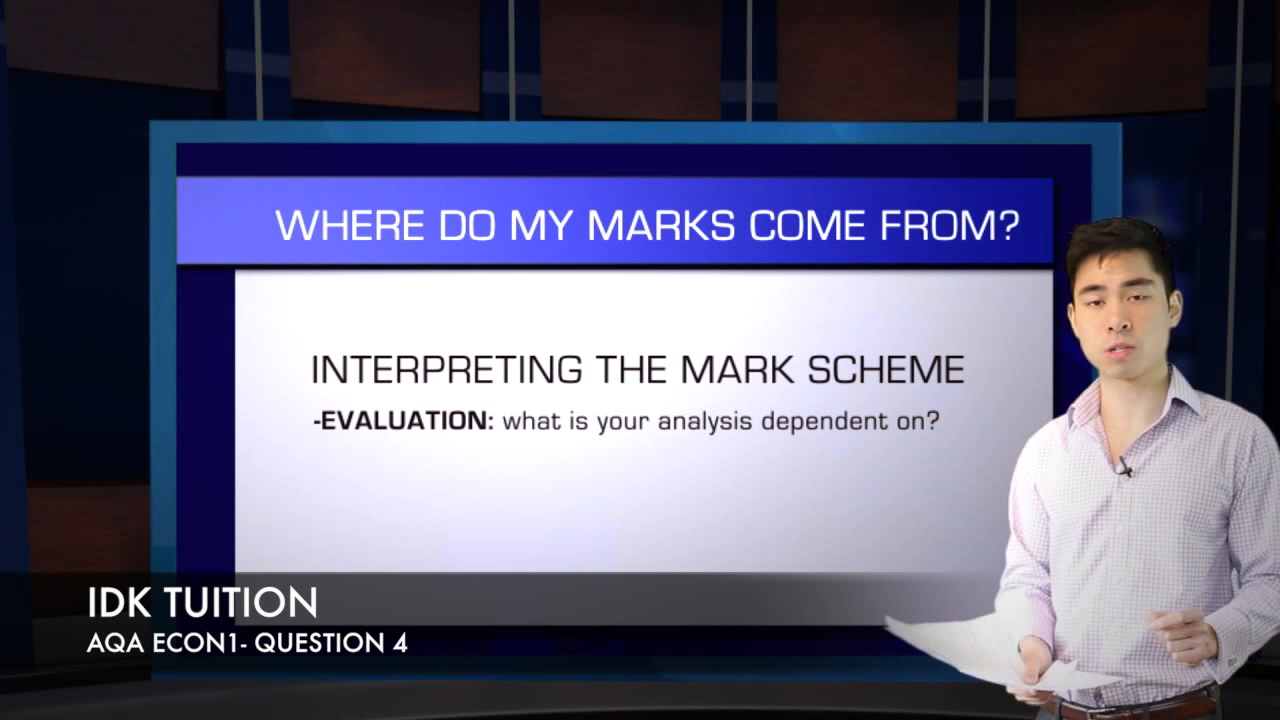 WHERE DO MY MARKS COME FROM?
INTERPRETING THE MARK SCHEME
-EVALUATION: what is your analysis dependent on?
IDK TUITION
AQA ECON1- QUESTION 4